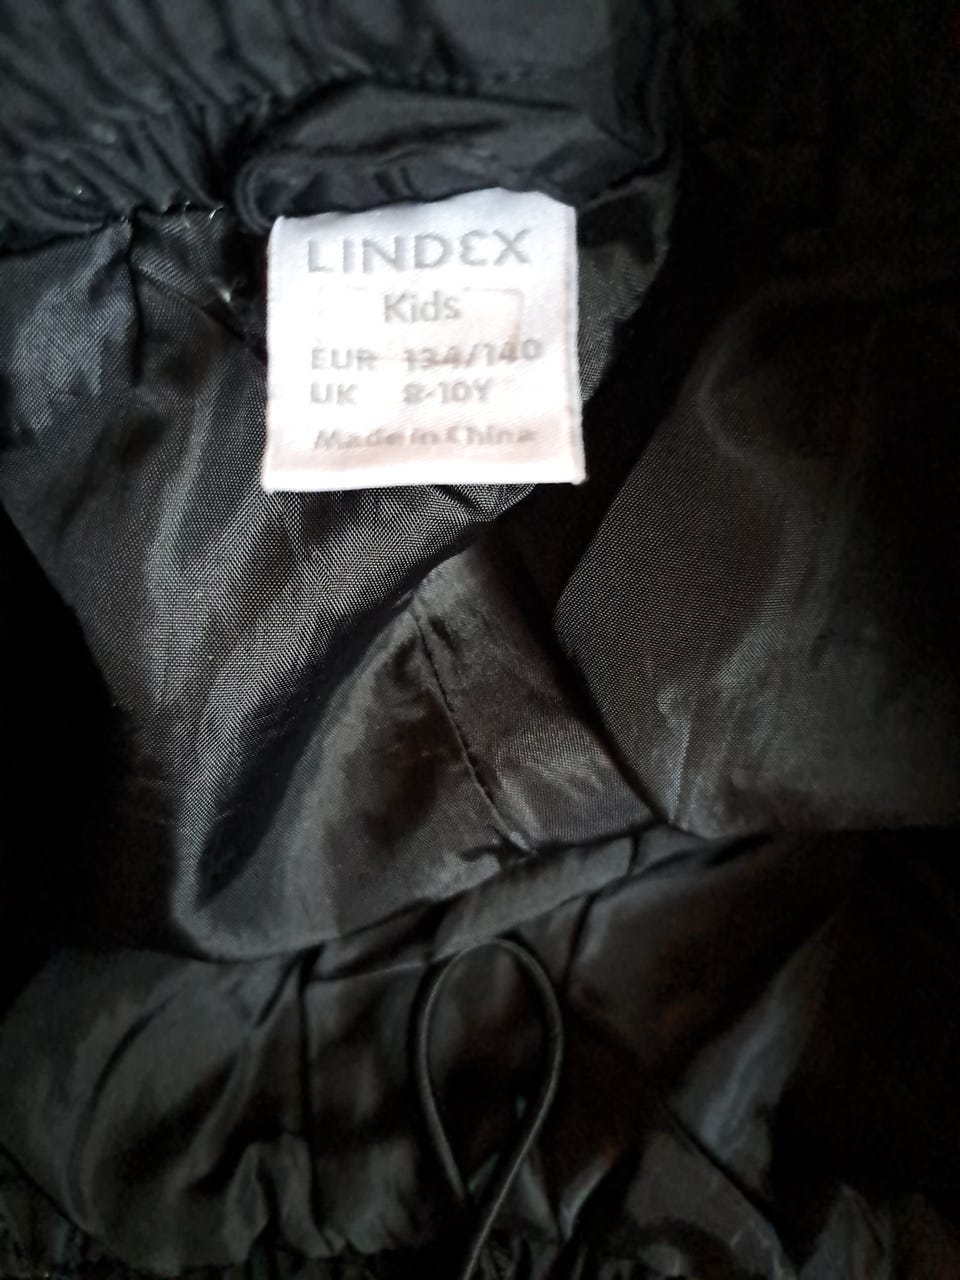 LINDEX
Kids
EUR 134/140
UK 8-10Y
Made in China